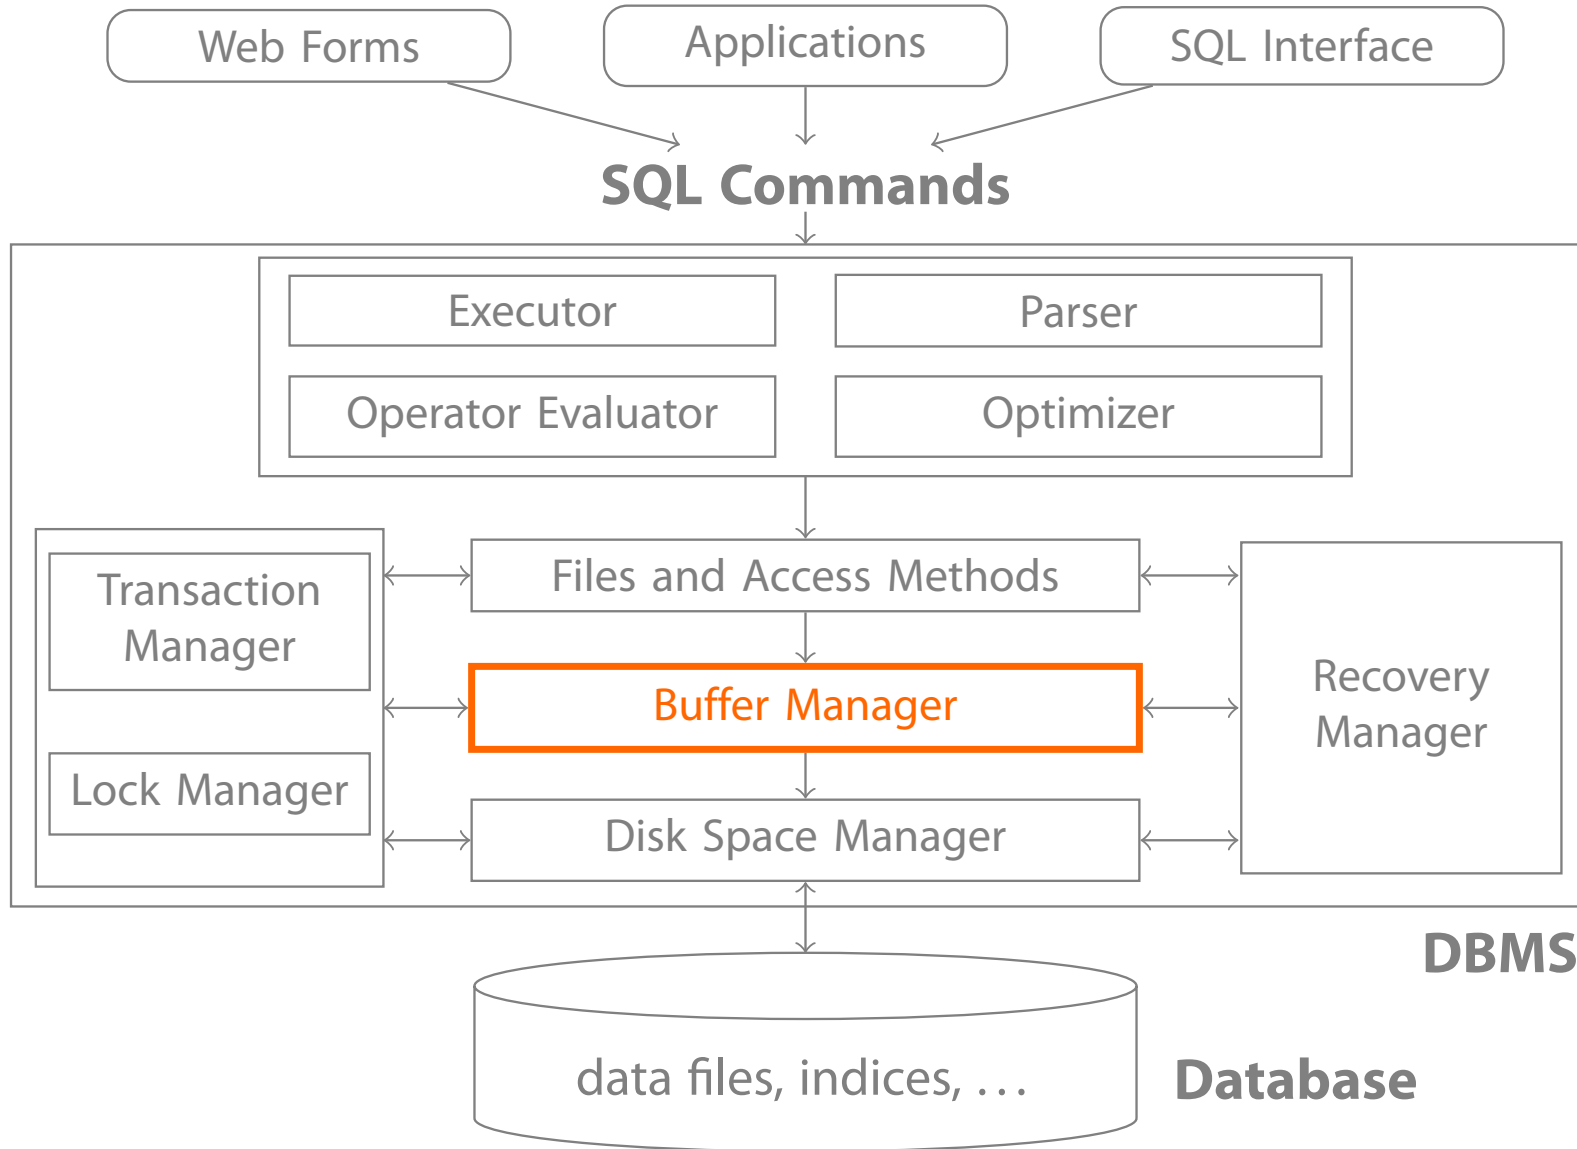 Web Forms
Applications
SQL Interface
SQL Commands
Executor
Parser
Operator Evaluator
Optimizer
Transaction
Manager
Lock Manager
Files and Access Methods
Buffer Manager
Disk Space Manager
Recovery
Manager
DBMS
data files, indices, …
Database